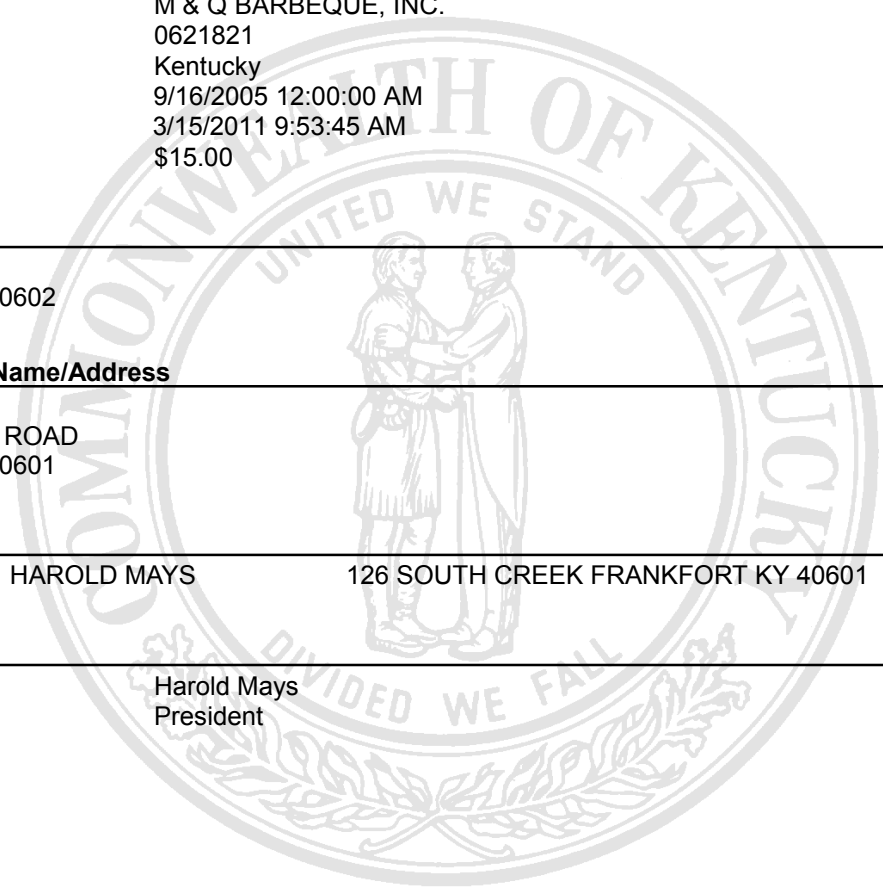 M & Q BARBEQUE, INC.
0621821
Kentucky
9/16/2005 12:00:00 AM
3/15/2011 9:53:45 AM
$15.00
COMMONWEALTH OF KENTUCKY
UNITED WE STAND
0602
Name/Address
ROAD
0601
HAROLD MAYS 126 SOUTH CREEK FRANKFORT KY 40601
DIVIDED WE FALL
Harold Mays
President